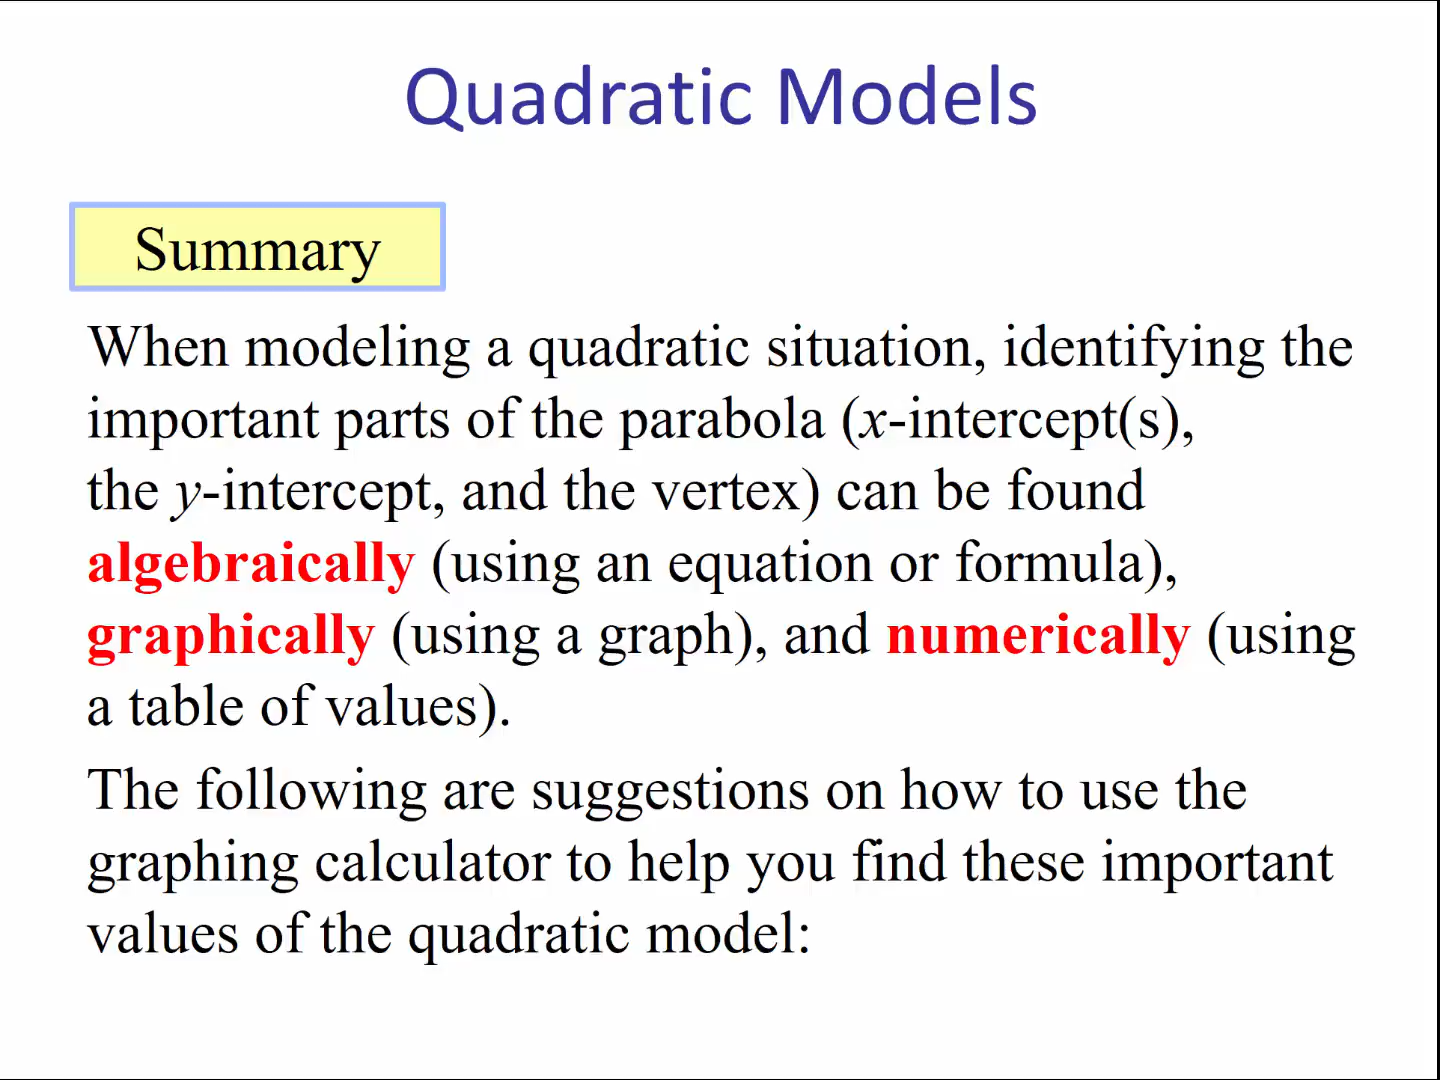 Quadratic Models
Summary
When modeling a quadratic situation, identifying the
important parts of the parabola (x-intercept(s),
the y-intercept, and the vertex) can be found
algebraically (using an equation or formula),
graphically (using a graph), and numerically (using
a table of values).
The following are suggestions on how to use the
graphing calculator to help you find these important
values of the quadratic model: